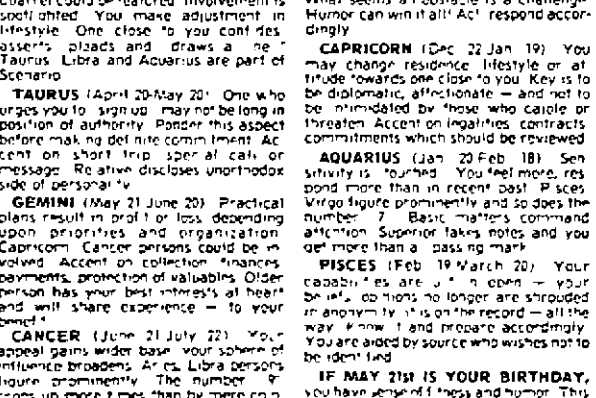 lifestyle. One close to you confides,
asserts, pleads and draws a line.
Taurus, Libra and Aquarius are part of
Scenario.
TAURUS (April 20-May 20): One who
urges you to sign up may not be long in
position of authority. Ponder this aspect
before making definite commitment. Ac-
cent on short trip, special call or
message. Relative discloses unorthodox
side of personality.
GEMINI (May 21-June 20): Practical
plans result in profit or loss, depending
upon priorities and organization.
Capricorn, Cancer persons could be in-
volved. Accent on collection, finances,
payments, protection of valuables. Older
person has your best interests at heart
and will share experience — to your
benefit.
CANCER (June 21-July 22): Your
appeal gains wider base, your sphere of
influence broadens. Aries, Libra persons
figure prominently. The number 9
Humor can win it all! Act, respond accor-
dingly.
CAPRICORN (Dec. 22-Jan. 19): You
may change residence, lifestyle or at-
titude towards one close to you. Key is to
be diplomatic, affectionate — and not to
be intimidated by those who cajole or
threaten. Accent on legalities, contracts,
commitments which should be reviewed.
AQUARIUS (Jan. 20-Feb. 18): Sen-
sitivity is touched. You feel more, res-
pond more than in recent past. Pisces,
Virgo figure prominently and so does the
number 7. Basic matters command
attention. Superior takes notes and you
get more than a passing mark.
PISCES (Feb. 19-March 20): Your
capabilities are out in open — your
beliefs, opinions no longer are shrouded
in anonymity. It is on the record — all the
way. Know it and prepare accordingly.
You are aided by source who wishes not to
be identified.
IF MAY 21st IS YOUR BIRTHDAY,
you have sense of fitness and humor. This